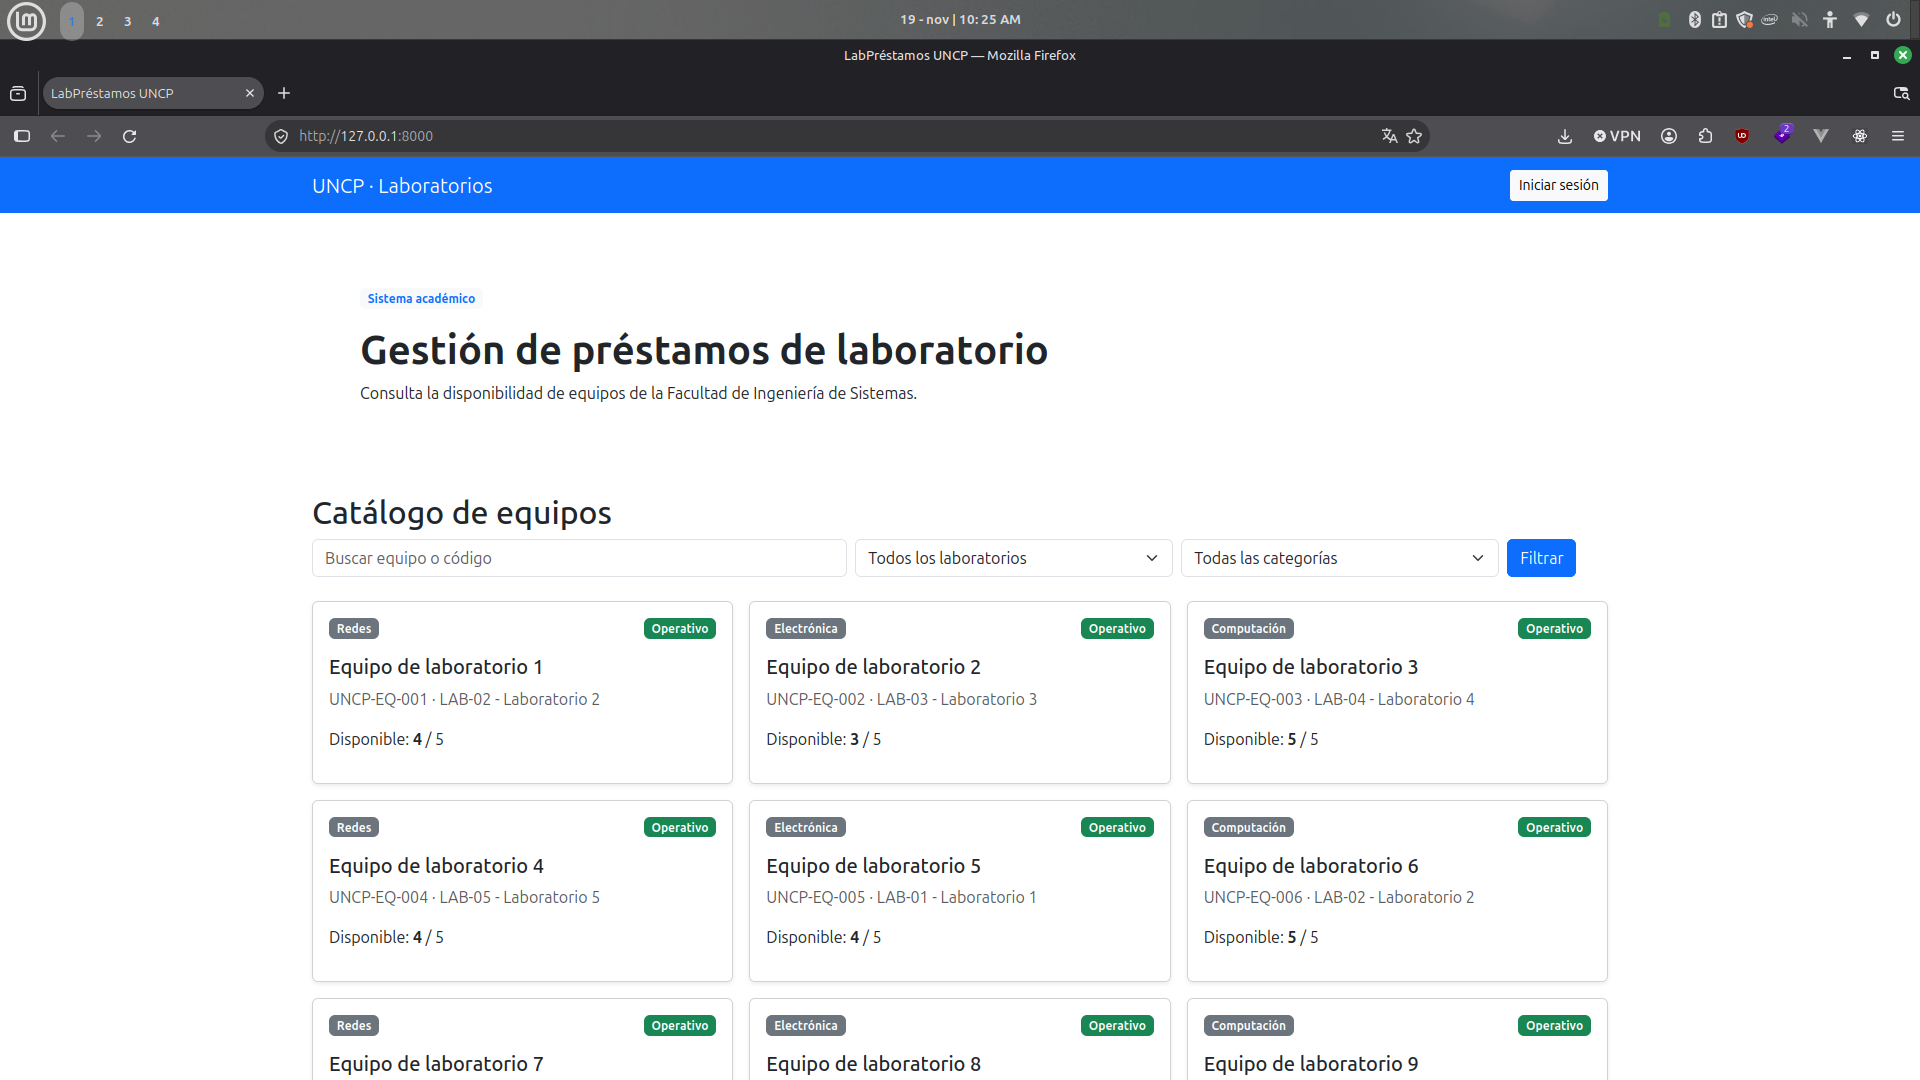 1 2 3 4
19 - nov | 10: 25 AM
LabPréstamos UNCP — Mozilla Firefox
LabPréstamos UNCP
http://127.0.0.1:8000
VPN
2
UNCP · Laboratorios
Iniciar sesión
Sistema académico
Gestión de préstamos de laboratorio
Consulta la disponibilidad de equipos de la Facultad de Ingeniería de Sistemas.
Catálogo de equipos
Buscar equipo o código
Todos los laboratorios
Todas las categorías
Filtrar
Redes
Operativo
Equipo de laboratorio 1
UNCP-EQ-001 · LAB-02 - Laboratorio 2
Disponible: 4 / 5
Electrónica
Operativo
Equipo de laboratorio 2
UNCP-EQ-002 · LAB-03 - Laboratorio 3
Disponible: 3 / 5
Computación
Operativo
Equipo de laboratorio 3
UNCP-EQ-003 · LAB-04 - Laboratorio 4
Disponible: 5 / 5
Redes
Operativo
Equipo de laboratorio 4
UNCP-EQ-004 · LAB-05 - Laboratorio 5
Disponible: 4 / 5
Electrónica
Operativo
Equipo de laboratorio 5
UNCP-EQ-005 · LAB-01 - Laboratorio 1
Disponible: 4 / 5
Computación
Operativo
Equipo de laboratorio 6
UNCP-EQ-006 · LAB-02 - Laboratorio 2
Disponible: 5 / 5
Redes
Operativo
Equipo de laboratorio 7
Electrónica
Operativo
Equipo de laboratorio 8
Computación
Operativo
Equipo de laboratorio 9